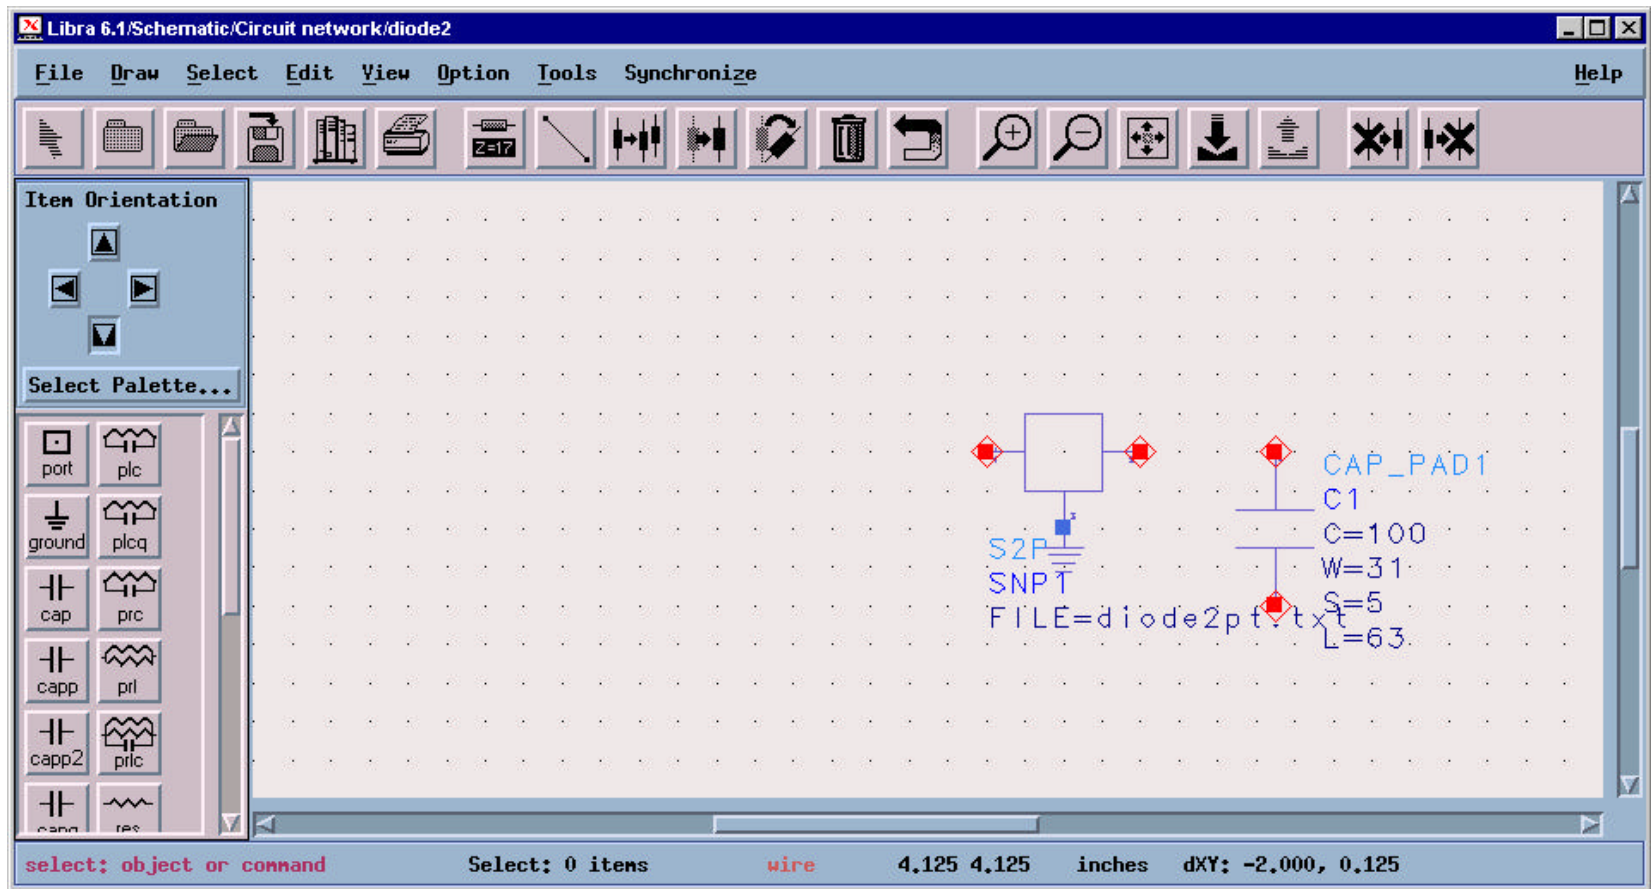 Libra 6.1/Schematic/Circuit network/diode2
File Draw Select Edit View Option Tools Synchronize Help
Z=17
Item Orientation
Select Palette...
port plc
ground plcq
cap prc
capp prl
capp2 prlc
capq res
S2P
SNP1
FILE=diode2pt.txt
CAP_PAD1
C1
C=100
W=31
S=5
L=63
select: object or command Select: 0 items wire 4.125 4.125 inches dXY: -2.000, 0.125